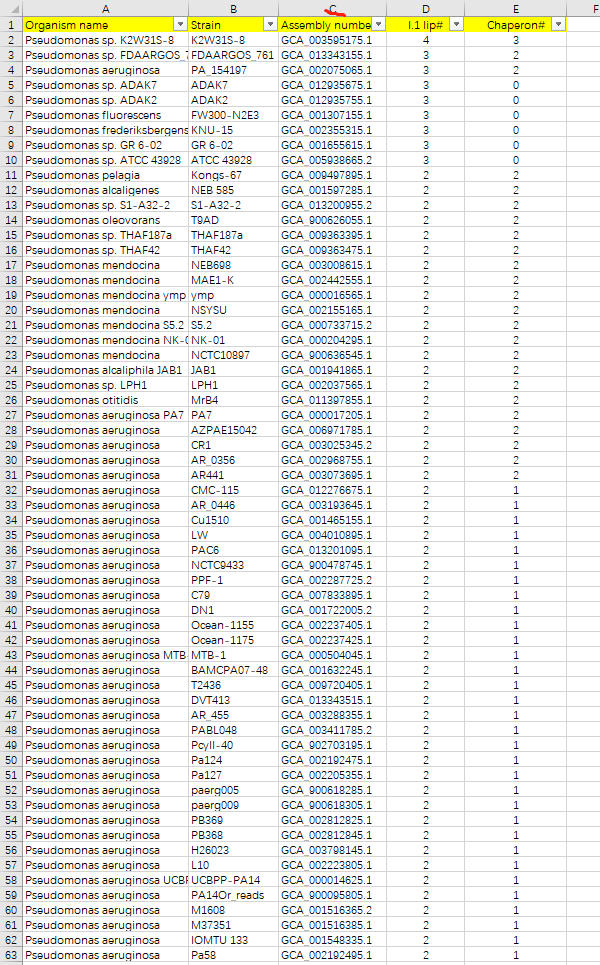 A B C D E F
1 Organism name Strain Assembly numbe I.1 lip# Chaperon#
2 Pseudomonas sp. K2W31S-8 K2W31S-8 GCA_003595175.1 4 3
3 Pseudomonas sp. FDAARGOS_7 FDAARGOS_761 GCA_013343155.1 3 2
4 Pseudomonas aeruginosa PA_154197 GCA_002075065.1 3 2
5 Pseudomonas sp. ADAK7 ADAK7 GCA_012935675.1 3 0
6 Pseudomonas sp. ADAK2 ADAK2 GCA_012935755.1 3 0
7 Pseudomonas fluorescens FW300-N2E3 GCA_001307155.1 3 0
8 Pseudomonas frederiksbergens KNU-15 GCA_002355315.1 3 0
9 Pseudomonas sp. GR 6-02 GR 6-02 GCA_001655615.1 3 0
10 Pseudomonas sp. ATCC 43928 ATCC 43928 GCA_005938665.2 3 0
11 Pseudomonas pelagia Kongs-67 GCA_009497895.1 2 2
12 Pseudomonas alcaligenes NEB 585 GCA_001597285.1 2 2
13 Pseudomonas sp. S1-A32-2 S1-A32-2 GCA_013200955.2 2 2
14 Pseudomonas oleovorans T9AD GCA_900626055.1 2 2
15 Pseudomonas sp. THAF187a THAF187a GCA_009363395.1 2 2
16 Pseudomonas sp. THAF42 THAF42 GCA_009363475.1 2 2
17 Pseudomonas mendocina NEB698 GCA_003008615.1 2 2
18 Pseudomonas mendocina MAE1-K GCA_002442555.1 2 2
19 Pseudomonas mendocina ymp ymp GCA_000016565.1 2 2
20 Pseudomonas mendocina NSYSU GCA_002155165.1 2 2
21 Pseudomonas mendocina S5.2 S5.2 GCA_000733715.2 2 2
22 Pseudomonas mendocina NK-0 NK-01 GCA_000204295.1 2 2
23 Pseudomonas mendocina NCTC10897 GCA_900636545.1 2 2
24 Pseudomonas alcaliphila JAB1 JAB1 GCA_001941865.1 2 2
25 Pseudomonas sp. LPH1 LPH1 GCA_002037565.1 2 2
26 Pseudomonas otitidis MrB4 GCA_011397855.1 2 2
27 Pseudomonas aeruginosa PA7 PA7 GCA_000017205.1 2 2
28 Pseudomonas aeruginosa AZPAE15042 GCA_006971785.1 2 2
29 Pseudomonas aeruginosa CR1 GCA_003025345.2 2 2
30 Pseudomonas aeruginosa AR_0356 GCA_002968755.1 2 2
31 Pseudomonas aeruginosa AR441 GCA_003073695.1 2 2
32 Pseudomonas aeruginosa CMC-115 GCA_012276675.1 2 1
33 Pseudomonas aeruginosa AR_0446 GCA_003193645.1 2 1
34 Pseudomonas aeruginosa Cu1510 GCA_001465155.1 2 1
35 Pseudomonas aeruginosa LW GCA_004010895.1 2 1
36 Pseudomonas aeruginosa PAC6 GCA_013201095.1 2 1
37 Pseudomonas aeruginosa NCTC9433 GCA_900478745.1 2 1
38 Pseudomonas aeruginosa PPF-1 GCA_002287725.2 2 1
39 Pseudomonas aeruginosa C79 GCA_007833895.1 2 1
40 Pseudomonas aeruginosa DN1 GCA_001722005.2 2 1
41 Pseudomonas aeruginosa Ocean-1155 GCA_002237405.1 2 1
42 Pseudomonas aeruginosa Ocean-1175 GCA_002237425.1 2 1
43 Pseudomonas aeruginosa MTB- MTB-1 GCA_000504045.1 2 1
44 Pseudomonas aeruginosa BAMCPA07-48 GCA_001632245.1 2 1
45 Pseudomonas aeruginosa T2436 GCA_009720405.1 2 1
46 Pseudomonas aeruginosa DVT413 GCA_013343515.1 2 1
47 Pseudomonas aeruginosa AR_455 GCA_003288355.1 2 1
48 Pseudomonas aeruginosa PABL048 GCA_003411785.2 2 1
49 Pseudomonas aeruginosa Pcyll-40 GCA_902703195.1 2 1
50 Pseudomonas aeruginosa Pa124 GCA_002192475.1 2 1
51 Pseudomonas aeruginosa Pa127 GCA_002205355.1 2 1
52 Pseudomonas aeruginosa paerg005 GCA_900618285.1 2 1
53 Pseudomonas aeruginosa paerg009 GCA_900618305.1 2 1
54 Pseudomonas aeruginosa PB369 GCA_002812825.1 2 1
55 Pseudomonas aeruginosa PB368 GCA_002812845.1 2 1
56 Pseudomonas aeruginosa H26023 GCA_003798145.1 2 1
57 Pseudomonas aeruginosa L10 GCA_002223805.1 2 1
58 Pseudomonas aeruginosa UCBF UCBPP-PA14 GCA_000014625.1 2 1
59 Pseudomonas aeruginosa PA14Or_reads GCA_900095805.1 2 1
60 Pseudomonas aeruginosa M1608 GCA_001516365.2 2 1
61 Pseudomonas aeruginosa M37351 GCA_001516385.1 2 1
62 Pseudomonas aeruginosa IOMTU 133 GCA_001548335.1 2 1
63 Pseudomonas aeruginosa Pa58 GCA_002192495.1 2 1